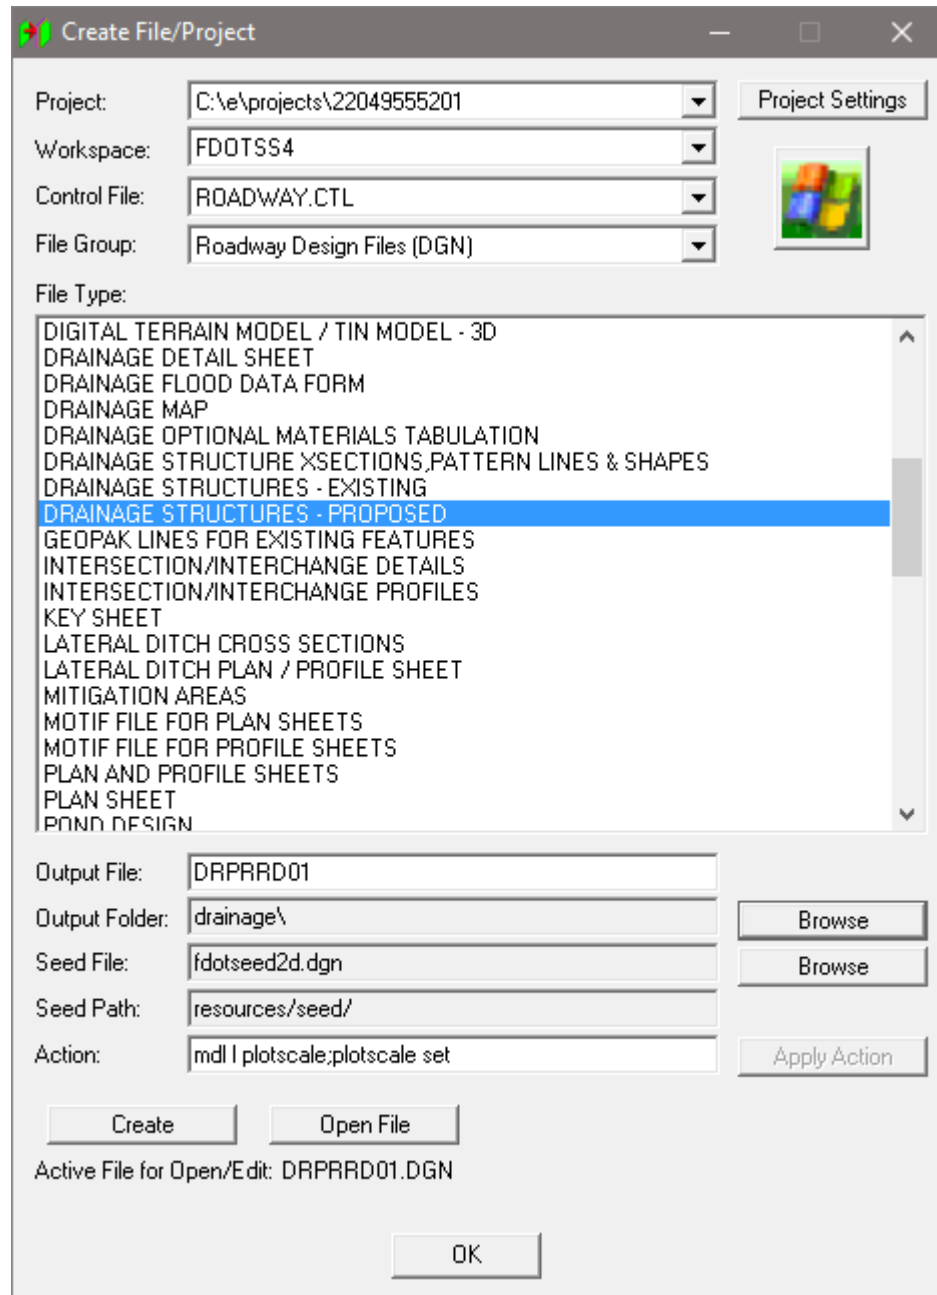 Create File/Project
Project: C:\e\projects\22049555201 Project Settings
Workspace: FDOTSS4
Control File: ROADWAY.CTL
File Group: Roadway Design Files (DGN)
File Type:
DIGITAL TERRAIN MODEL / TIN MODEL - 3D
DRAINAGE DETAIL SHEET
DRAINAGE FLOOD DATA FORM
DRAINAGE MAP
DRAINAGE OPTIONAL MATERIALS TABULATION
DRAINAGE STRUCTURE XSECTIONS,PATTERN LINES & SHAPES
DRAINAGE STRUCTURES - EXISTING
DRAINAGE STRUCTURES - PROPOSED
GEOPAK LINES FOR EXISTING FEATURES
INTERSECTION/INTERCHANGE DETAILS
INTERSECTION/INTERCHANGE PROFILES
KEY SHEET
LATERAL DITCH CROSS SECTIONS
LATERAL DITCH PLAN / PROFILE SHEET
MITIGATION AREAS
MOTIF FILE FOR PLAN SHEETS
MOTIF FILE FOR PROFILE SHEETS
PLAN AND PROFILE SHEETS
PLAN SHEET
POND DESIGN
Output File: DRPRRD01
Output Folder: drainage\ Browse
Seed File: fdotseed2d.dgn Browse
Seed Path: resources/seed/
Action: mdl l plotscale;plotscale set Apply Action
Create Open File
Active File for Open/Edit: DRPRRD01.DGN
OK